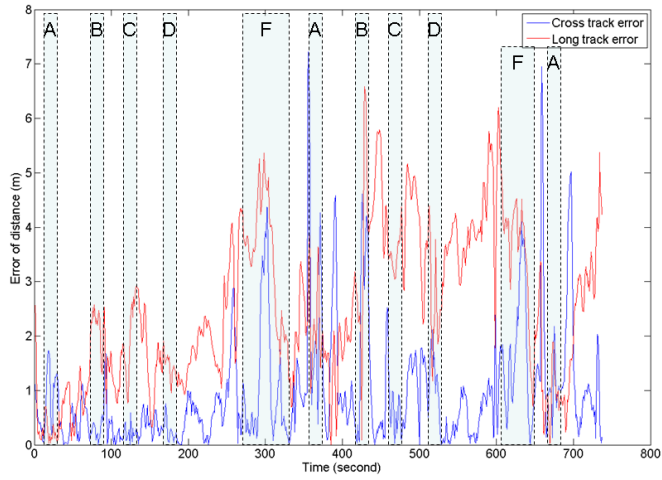 8
7
6
5
4
3
2
1
0
Error of distance (m)
A B C D F A B C D F A
Cross track error
Long track error
0 100 200 300 400 500 600 700 800
Time (second)